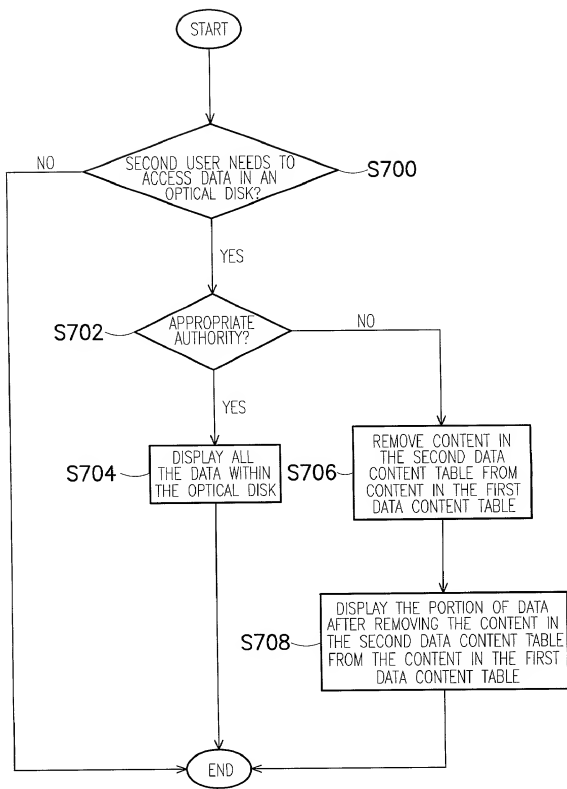 START
NO
SECOND USER NEEDS TO
ACCESS DATA IN AN
OPTICAL DISK?
S700
YES
S702
APPROPRIATE
AUTHORITY?
NO
YES
S704
DISPLAY ALL
THE DATA WITHIN
THE OPTICAL DISK
S706
REMOVE CONTENT IN
THE SECOND DATA
CONTENT TABLE FROM
CONTENT IN THE FIRST
DATA CONTENT TABLE
S708
DISPLAY THE PORTION OF DATA
AFTER REMOVING THE CONTENT IN
THE SECOND DATA CONTENT TABLE
FROM THE CONTENT IN THE FIRST
DATA CONTENT TABLE
END